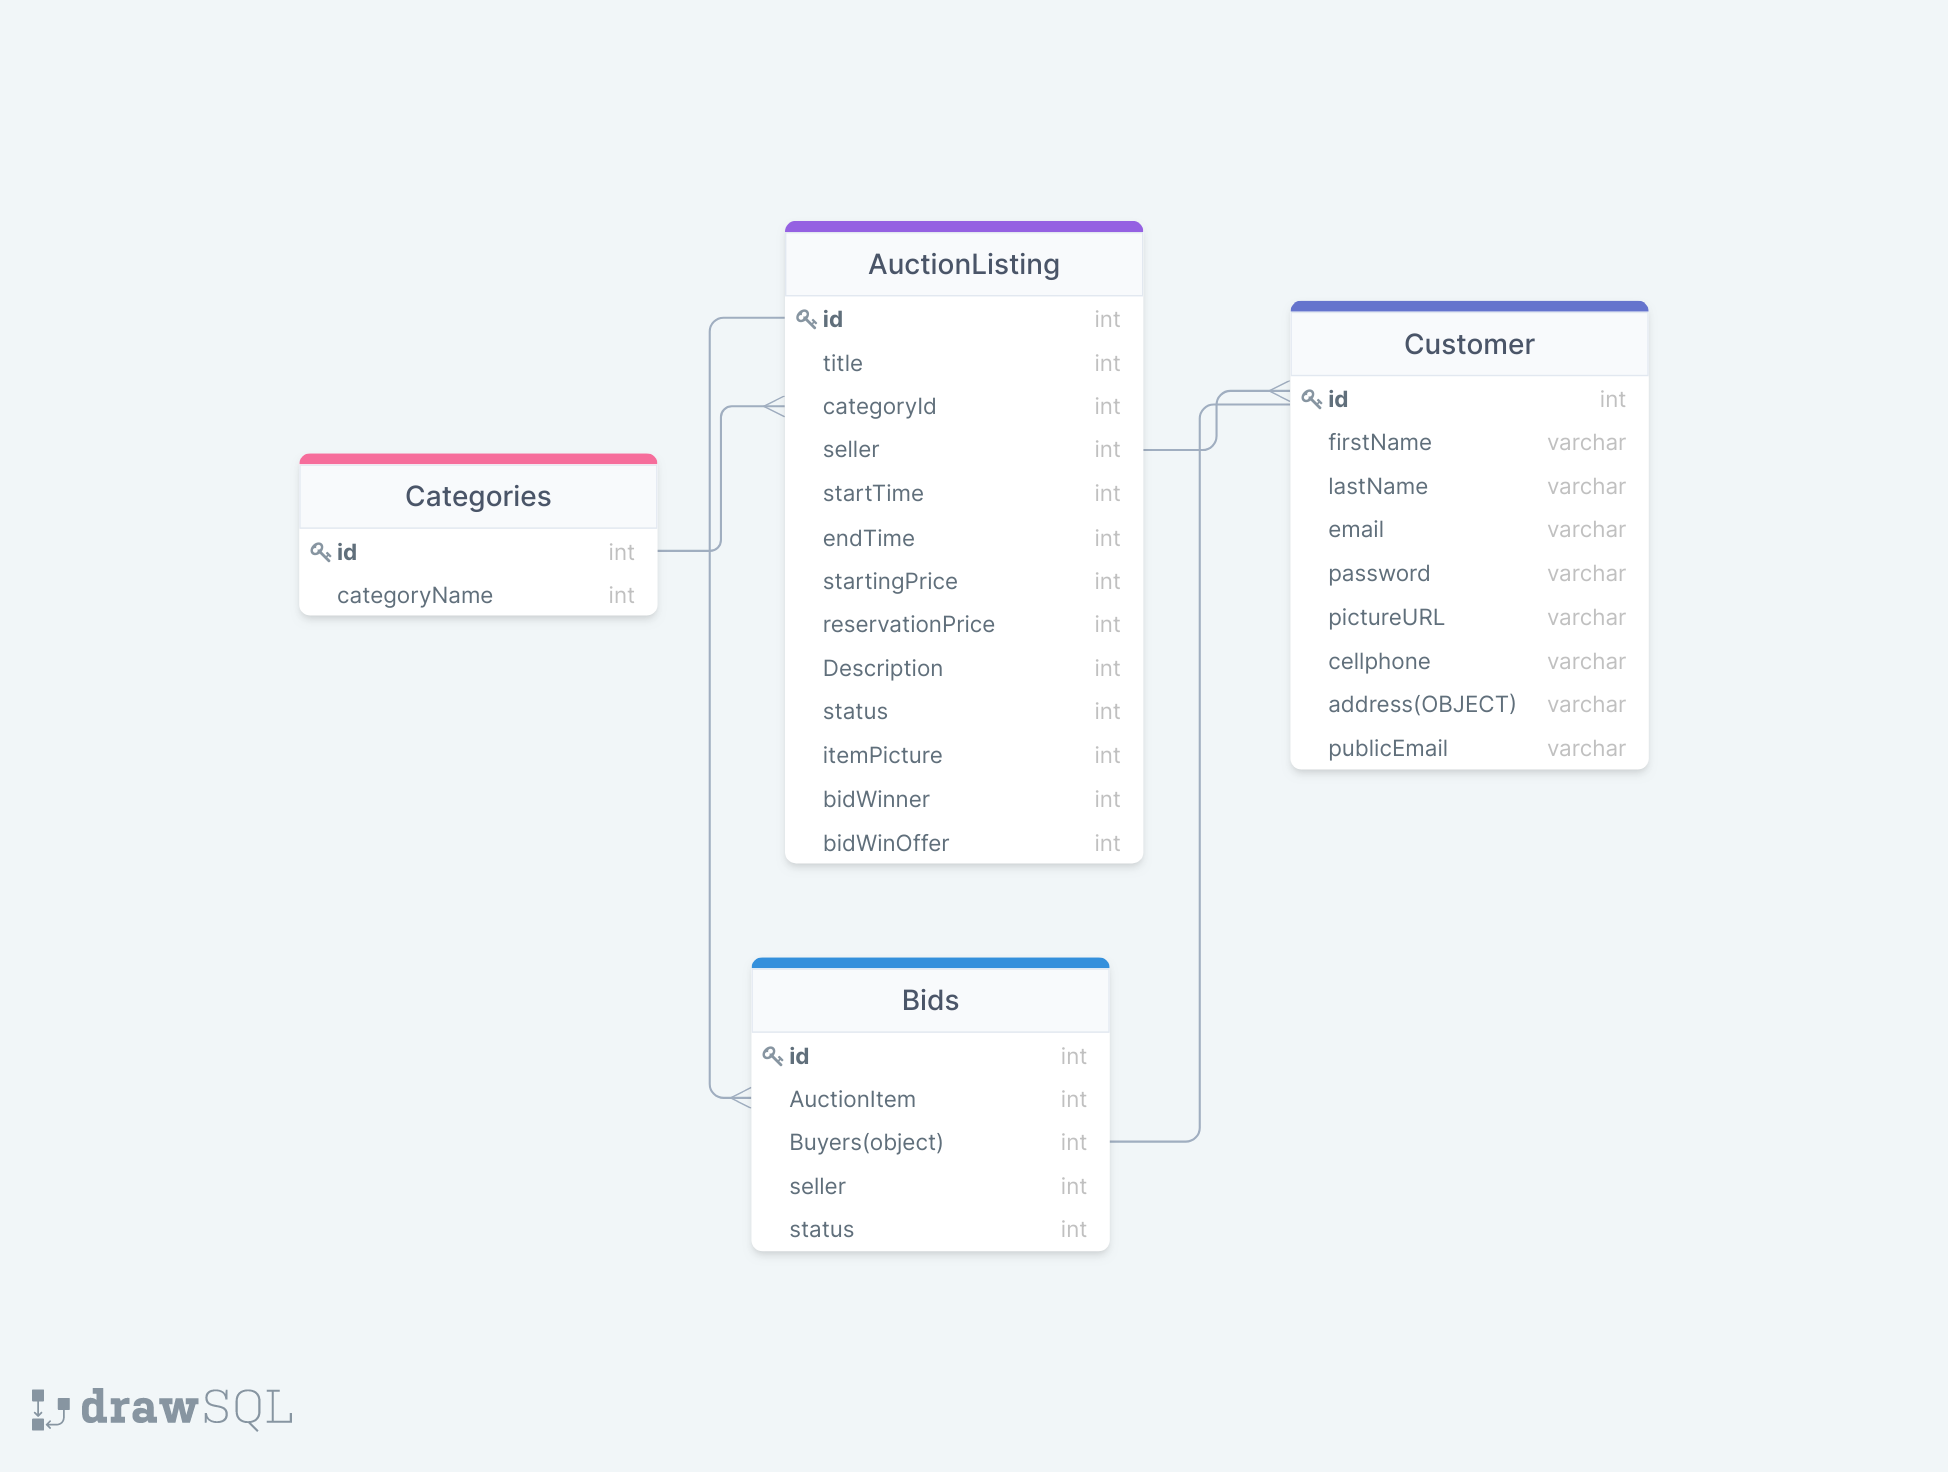 AuctionListing
id int
title int
categoryId int
seller int
startTime int
endTime int
startingPrice int
reservationPrice int
Description int
status int
itemPicture int
bidWinner int
bidWinOffer int
Customer
id int
firstName varchar
lastName varchar
email varchar
password varchar
pictureURL varchar
cellphone varchar
address(OBJECT) varchar
publicEmail varchar
Categories
id int
categoryName int
Bids
id int
AuctionItem int
Buyers(object) int
seller int
status int
drawSQL